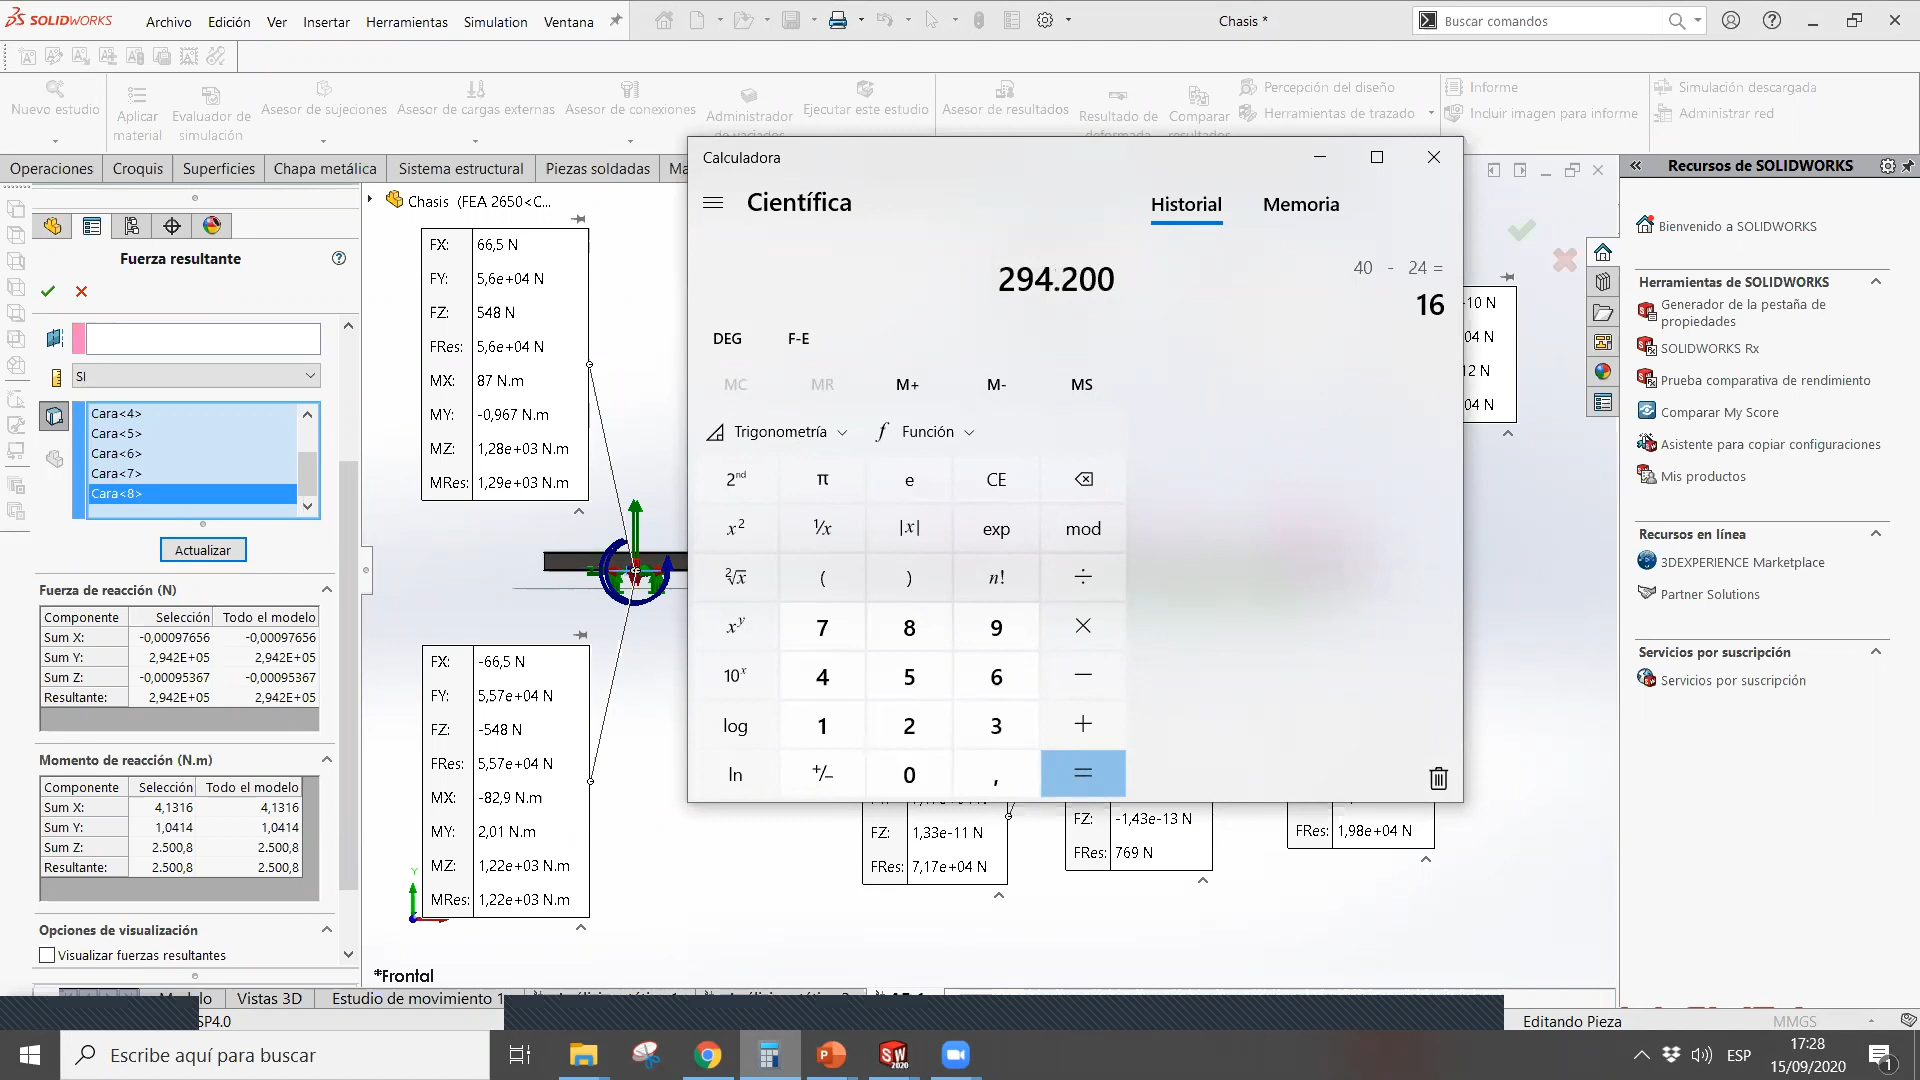 SOLIDWORKS Archivo Edición Ver Insertar Herramientas Simulation Ventana Chasis * Buscar comandos
Nuevo estudio
Aplicar material
Evaluador de simulación
Asesor de sujeciones
Asesor de cargas externas
Asesor de conexiones
Administrador
Ejecutar este estudio
Asesor de resultados
Resultado de
Comparar
Percepción del diseño
Herramientas de trazado
Informe
Incluir imagen para informe
Simulación descargada
Administrar red
Operaciones Croquis Superficies Chapa metálica Sistema estructural Piezas soldadas Ma
Chasis (FEA 2650<C...
Fuerza resultante
SI
Cara<4>
Cara<5>
Cara<6>
Cara<7>
Cara<8>
Actualizar
Fuerza de reacción (N)
Componente Selección Todo el modelo
Sum X: -0,00097656 -0,00097656
Sum Y: 2,942E+05 2,942E+05
Sum Z: -0,00095367 -0,00095367
Resultante: 2,942E+05 2,942E+05
Momento de reacción (N.m)
Componente Selección Todo el modelo
Sum X: 4,1316 4,1316
Sum Y: 1,0414 1,0414
Sum Z: 2.500,8 2.500,8
Resultante: 2.500,8 2.500,8
Opciones de visualización
Visualizar fuerzas resultantes
FX: 66,5 N
FY: 5,6e+04 N
FZ: 548 N
FRes: 5,6e+04 N
MX: 87 N.m
MY: -0,967 N.m
MZ: 1,28e+03 N.m
MRes: 1,29e+03 N.m
FX: -66,5 N
FY: 5,57e+04 N
FZ: -548 N
FRes: 5,57e+04 N
MX: -82,9 N.m
MY: 2,01 N.m
MZ: 1,22e+03 N.m
MRes: 1,22e+03 N.m
Y
*Frontal
Calculadora
Científica
Historial Memoria
294.200
40 - 24 =
16
DEG F-E
MC MR M+ M- MS
Trigonometría f Función
2nd π e CE
x2 1/x |x| exp mod
2√x ( ) n! ÷
xy 7 8 9 ×
10x 4 5 6 −
log 1 2 3 +
ln +/− 0 , =
-10 N
04 N
12 N
04 N
FZ: 1,33e-11 N
FRes: 7,17e+04 N
FZ: -1,43e-13 N
FRes: 769 N
FRes: 1,98e+04 N
Recursos de SOLIDWORKS
Bienvenido a SOLIDWORKS
Herramientas de SOLIDWORKS
Generador de la pestaña de
propiedades
SOLIDWORKS Rx
Prueba comparativa de rendimiento
Comparar My Score
Asistente para copiar configuraciones
Mis productos
Recursos en línea
3DEXPERIENCE Marketplace
Partner Solutions
Servicios por suscripción
Servicios por suscripción
Vistas 3D Estudio de movimiento 1
SP4.0
Editando Pieza MMGS
Escribe aquí para buscar
SW 2020
ESP
17:28
15/09/2020
1